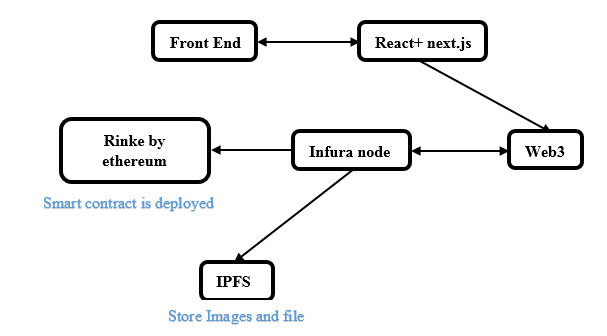 Front End
React+ next.js
Rinke by
ethereum
Infura node
Web3
Smart contract is deployed
IPFS
Store Images and file